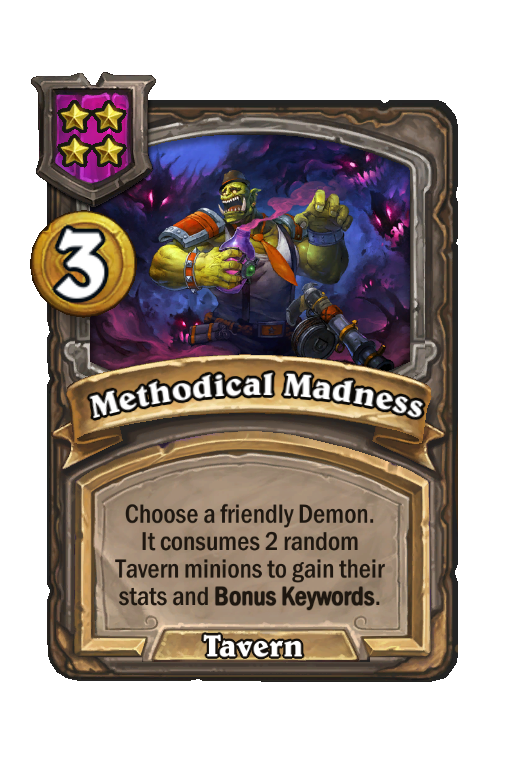 3
Methodical Madness
Choose a friendly Demon.
It consumes 2 random
Tavern minions to gain their
stats and Bonus Keywords.
Tavern